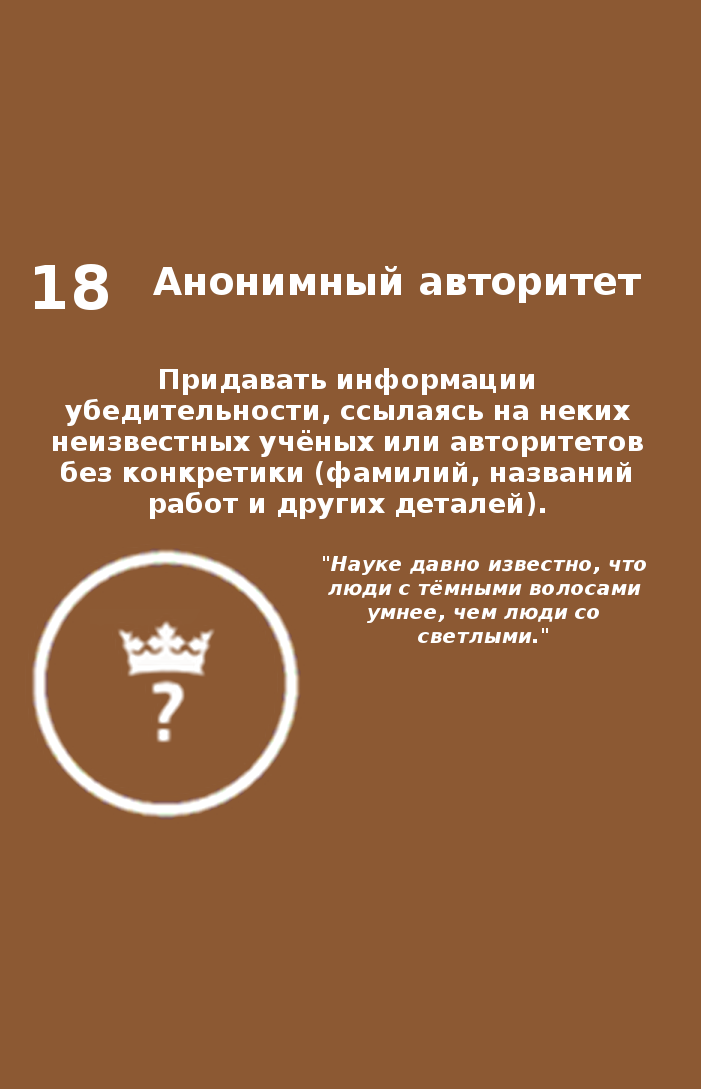 18 Анонимный авторитет
Придавать информации
убедительности, ссылаясь на неких
неизвестных учёных или авторитетов
без конкретики (фамилий, названий
работ и других деталей).
"Науке давно известно, что
люди с тёмными волосами
умнее, чем люди со
светлыми."
?